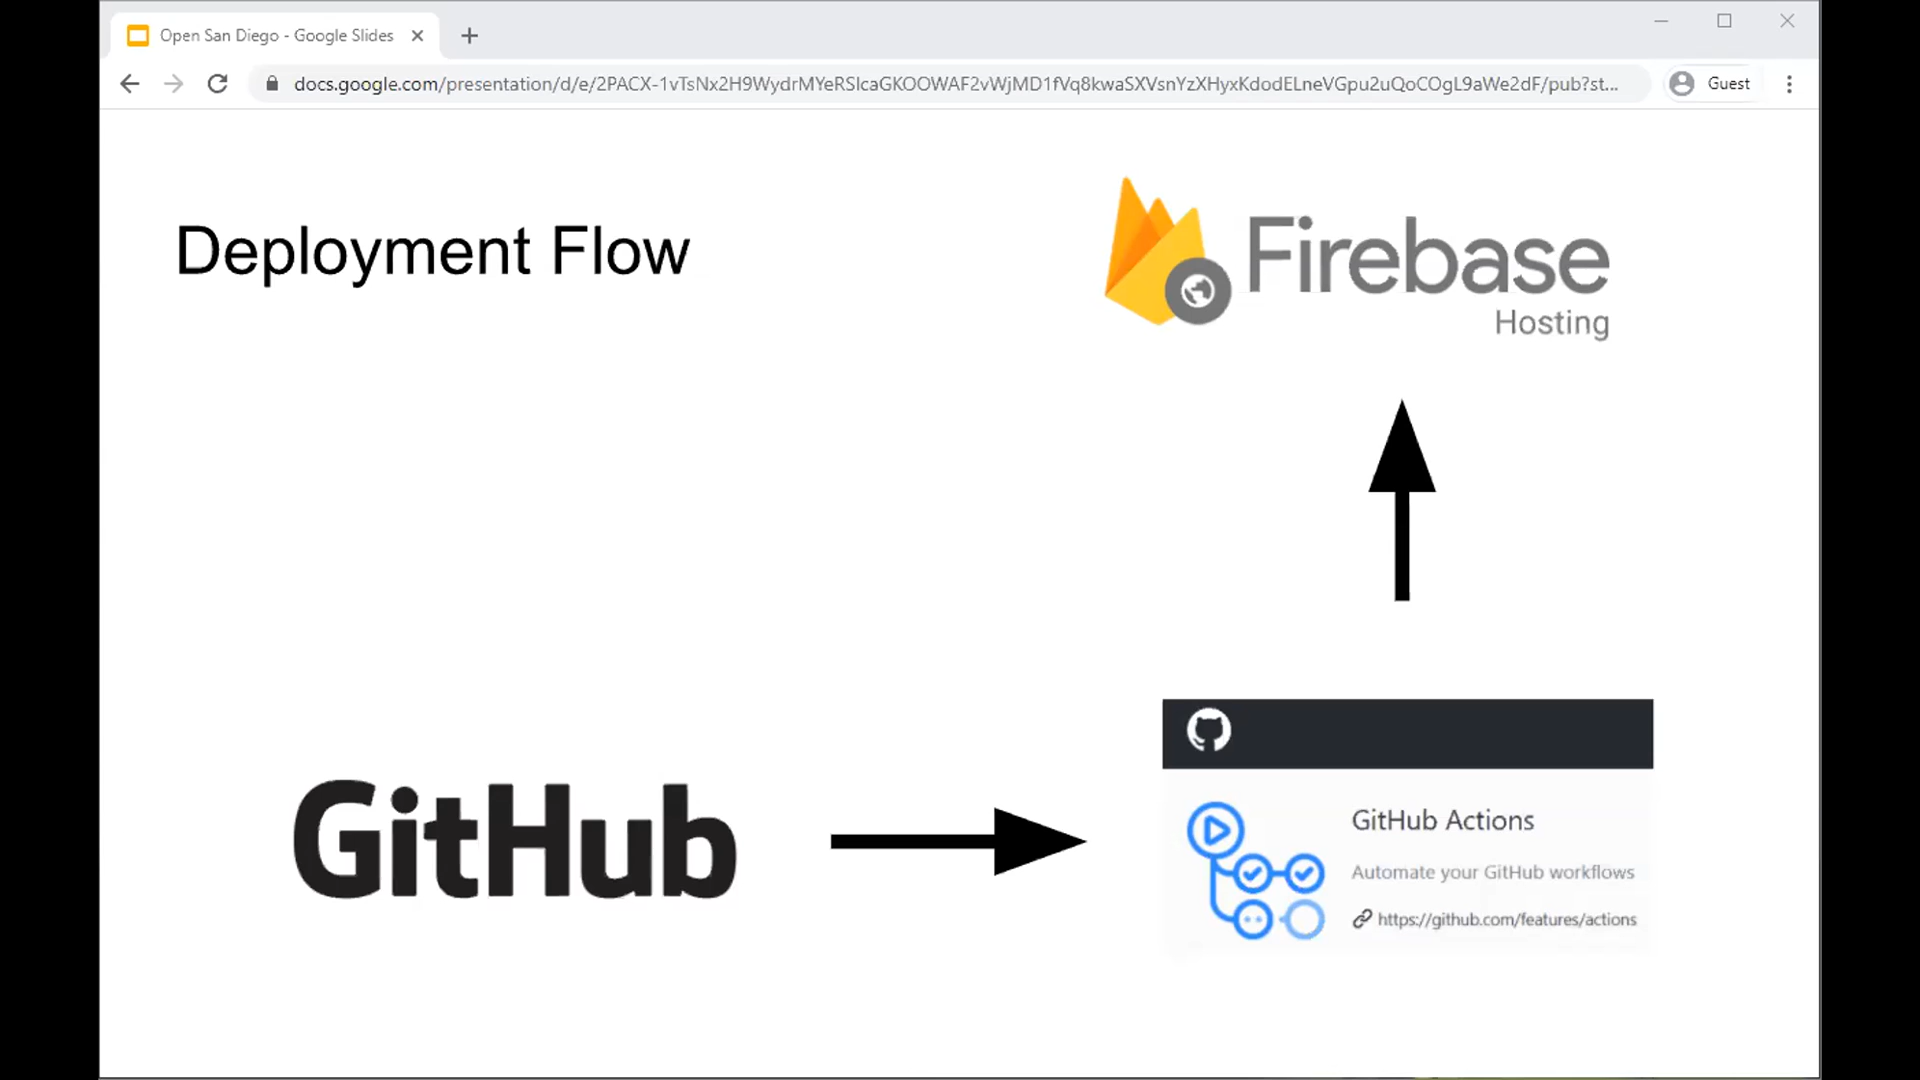 Open San Diego - Google Slides
docs.google.com/presentation/d/e/2PACX-1vTsNx2H9WydrMYeRSlcaGKOOWAF2vWjMD1fVq8kwaSXVsnYzXHyxKdodELneVGpu2uQoCOgL9aWe2dF/pub?st...
Guest
Deployment Flow
Firebase
Hosting
GitHub
GitHub Actions
Automate your GitHub workflows
https://github.com/features/actions